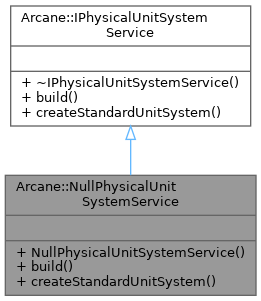 Arcane::IPhysicalUnitSystem
Service
+ ~IPhysicalUnitSystemService()
+ build()
+ createStandardUnitSystem()
Arcane::NullPhysicalUnit
SystemService
+ NullPhysicalUnitSystemService()
+ build()
+ createStandardUnitSystem()